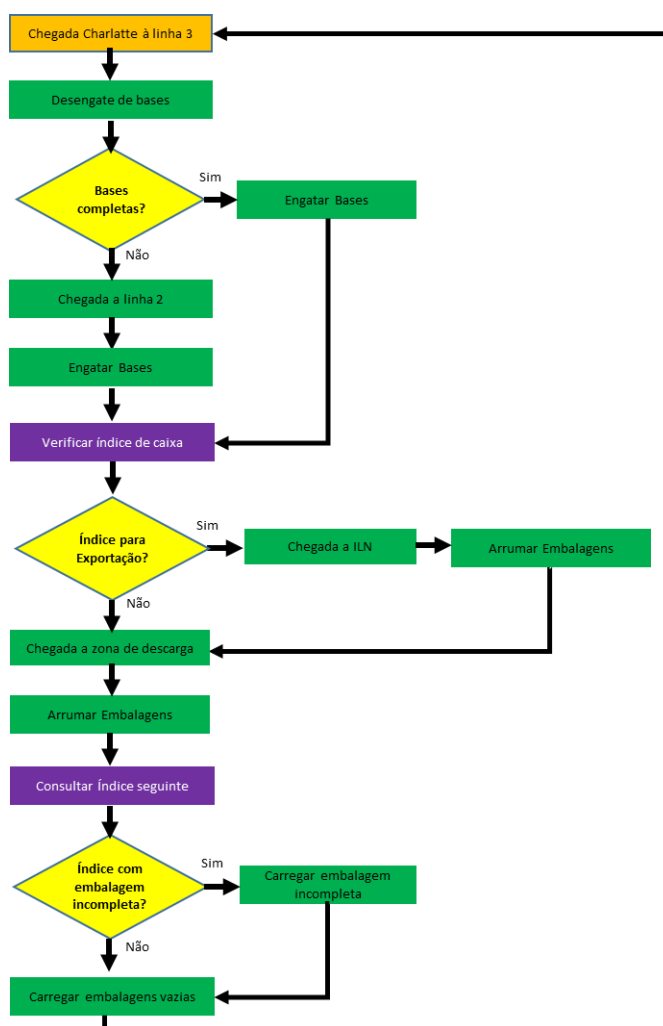 Chegada Charlatte à linha 3
Desengate de bases
Bases
completas?
Sim
Engatar Bases
Não
Chegada a linha 2
Engatar Bases
Verificar índice de caixa
Índice para
Exportação?
Sim
Chegada a ILN
Arrumar Embalagens
Não
Chegada a zona de descarga
Arrumar Embalagens
Consultar Índice seguinte
Índice com
embalagem
incompleta?
Sim
Carregar embalagem
incompleta
Não
Carregar embalagens vazias